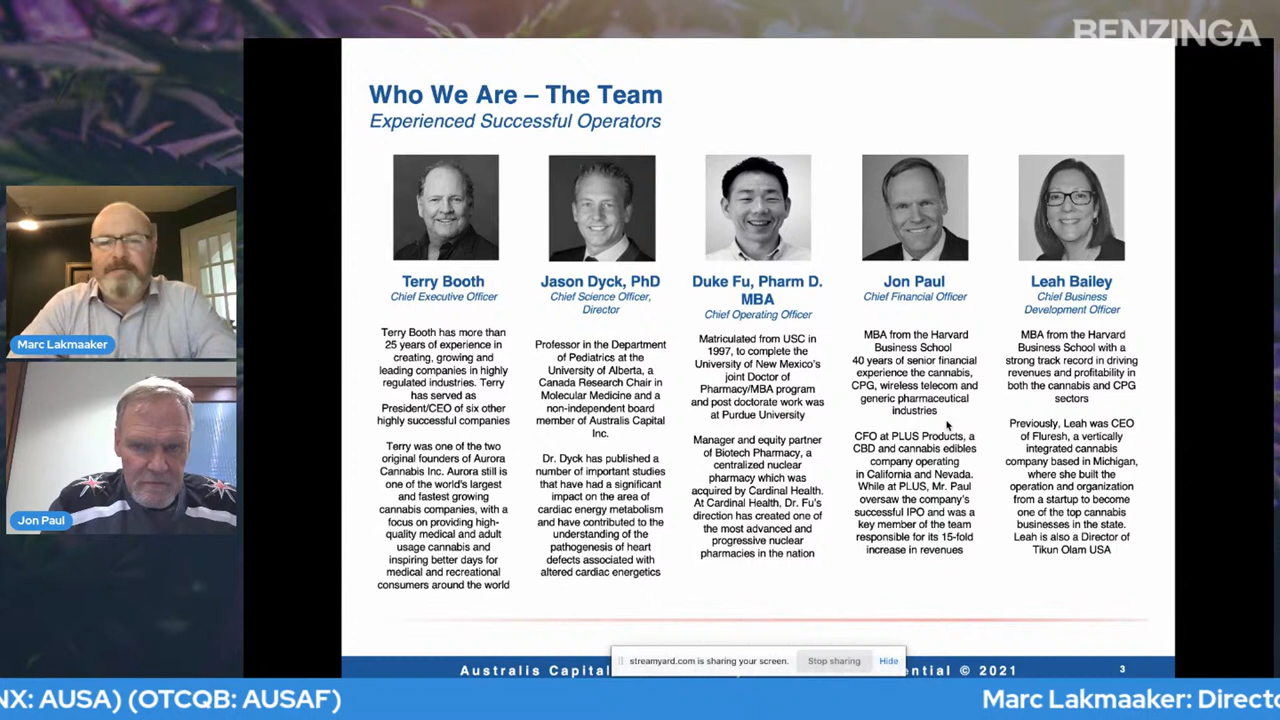 BENZINGA
Who We Are – The Team
Experienced Successful Operators
Terry Booth
Chief Executive Officer
Terry Booth has more than
25 years of experience in
creating, growing and
leading companies in highly
regulated industries. Terry
has served as
President/CEO of six other
highly successful companies
Terry was one of the two
original founders of Aurora
Cannabis Inc. Aurora still is
one of the world's largest
and fastest growing
cannabis companies, with a
focus on providing high-
quality medical and adult
usage cannabis and
inspiring better days for
medical and recreational
consumers around the world
Jason Dyck, PhD
Chief Science Officer,
Director
Professor in the Department
of Pediatrics at the
University of Alberta, a
Canada Research Chair in
Molecular Medicine and a
non-independent board
member of Australis Capital
Inc.
Dr. Dyck has published a
number of important studies
that have had a significant
impact on the area of
cardiac energy metabolism
and have contributed to the
understanding of the
pathogenesis of heart
defects associated with
altered cardiac energetics
Duke Fu, Pharm D.
MBA
Chief Operating Officer
Matriculated from USC in
1997, to complete the
University of New Mexico's
joint Doctor of
Pharmacy/MBA program
and post doctorate work was
at Purdue University
Manager and equity partner
of Biotech Pharmacy, a
centralized nuclear
pharmacy which was
acquired by Cardinal Health.
At Cardinal Health, Dr. Fu's
direction has created one of
the most advanced and
progressive nuclear
pharmacies in the nation
Jon Paul
Chief Financial Officer
MBA from the Harvard
Business School
40 years of senior financial
experience the cannabis,
CPG, wireless telecom and
generic pharmaceutical
industries
CFO at PLUS Products, a
CBD and cannabis edibles
company operating
in California and Nevada.
While at PLUS, Mr. Paul
oversaw the company's
successful IPO and was a
key member of the team
responsible for its 15-fold
increase in revenues
Leah Bailey
Chief Business
Development Officer
MBA from the Harvard
Business School with a
strong track record in driving
revenues and profitability in
both the cannabis and CPG
sectors
Previously, Leah was CEO
of Fluresh, a vertically
integrated cannabis
company based in Michigan,
where she built the
operation and organization
from a startup to become
one of the top cannabis
businesses in the state.
Leah is also a Director of
Tikun Olam USA
Marc Lakmaaker
Jon Paul
streamyard.com is sharing your screen. Stop sharing Hide
Australis Capital ential © 2021 3
NX: AUSA) (OTCQB: AUSAF) Marc Lakmaaker: Directo